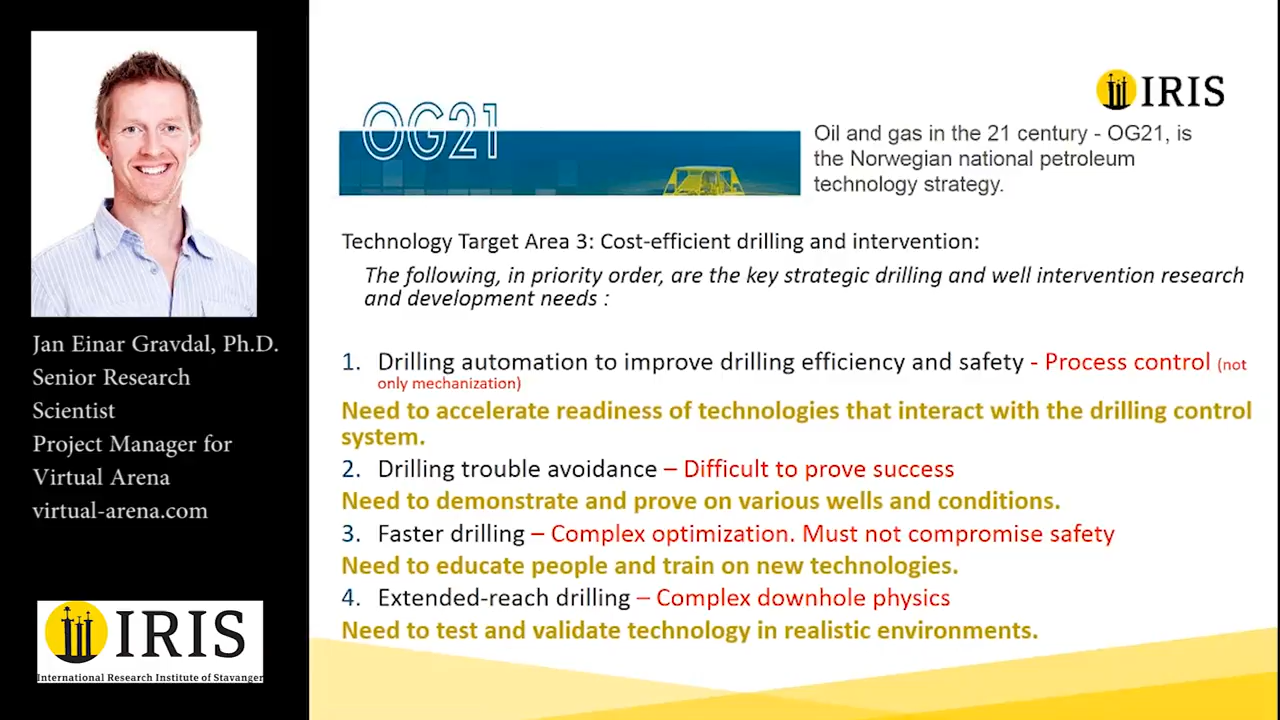 Jan Einar Gravdal, Ph.D.
Senior Research
Scientist
Project Manager for
Virtual Arena
virtual-arena.com
IRIS
International Research Institute of Stavanger
OG21
IRIS
Oil and gas in the 21 century - OG21, is
the Norwegian national petroleum
technology strategy.
Technology Target Area 3: Cost-efficient drilling and intervention:
The following, in priority order, are the key strategic drilling and well intervention research
and development needs :
1. Drilling automation to improve drilling efficiency and safety - Process control (not
only mechanization)
Need to accelerate readiness of technologies that interact with the drilling control
system.
2. Drilling trouble avoidance – Difficult to prove success
Need to demonstrate and prove on various wells and conditions.
3. Faster drilling – Complex optimization. Must not compromise safety
Need to educate people and train on new technologies.
4. Extended-reach drilling – Complex downhole physics
Need to test and validate technology in realistic environments.